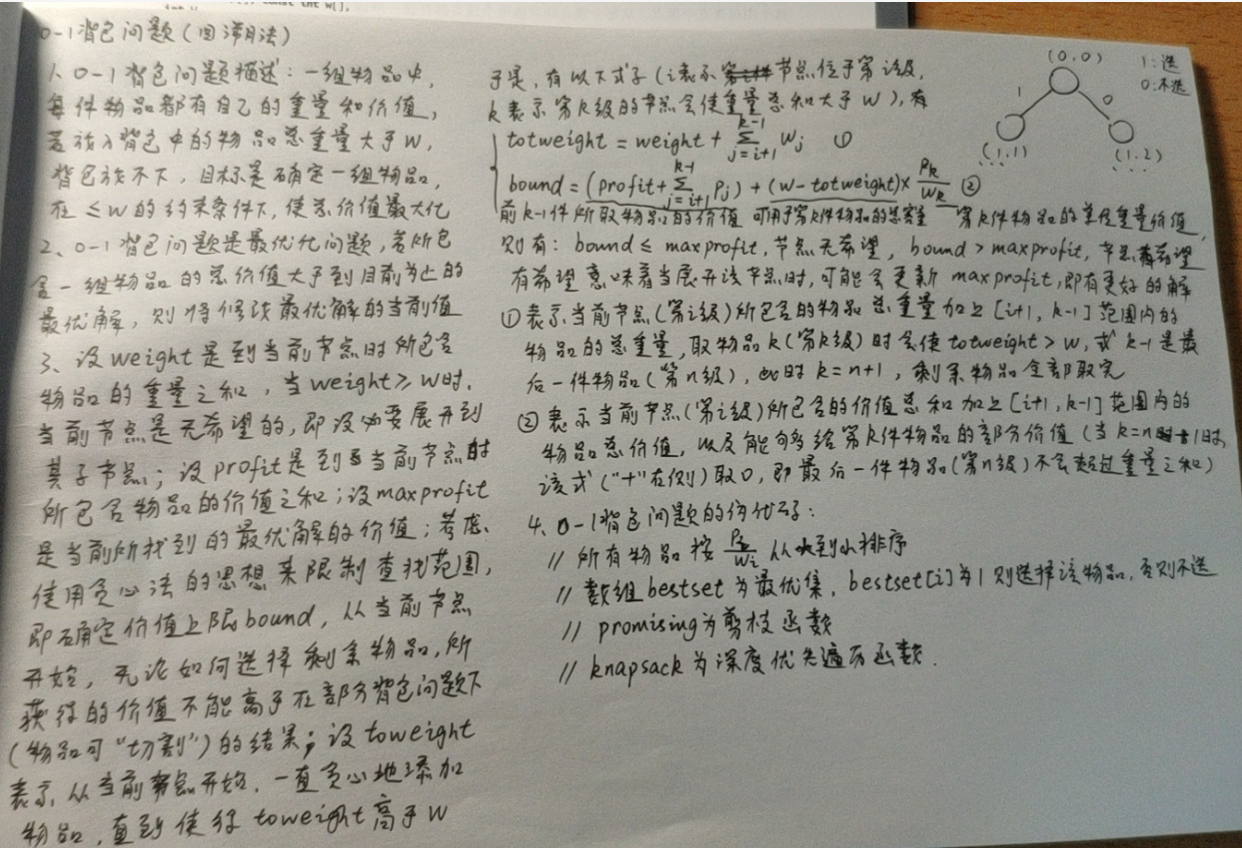 const int w[],
0-1背包问题(回溯法)
1、0-1背包问题描述:一组物品中,
每件物品都有自己的重量和价值,
若放入背包中的物品总重量大于W,
背包放不下,目标是确定一组物品,
在≤W的约束条件下,使总价值最大化
2、0-1背包问题是最优化问题,若所包
含一组物品的总价值大于到目前为止的
最优解,则将修改最优解的当前值
3、设weight是到当前节点时所包含
物品的重量之和,当weight≥W时,
当前节点是无希望的,即没必要展开到
其子节点;设profit是到当前节点时
所包含物品的价值之和;设maxprofit
是当前所找到的最优解的价值;考虑
使用贪心法的思想来限制查找范围,
即确定价值上限bound,从当前节点
开始,无论如何选择剩余物品,所
获得的价值不能高于在部分背包问题下
(物品可"切割")的结果;设toweight
表示从当前节点开始,一直贪心地添加
物品,直到使得toweight高于W
于是,有以下式子(i表示节点位于第i级,
k表示第k级的节点会使重量总和大于W),有
totweight = weight + \sum_{j=i+1}^{k-1} w_j ①
bound = (profit + \sum_{j=i+1}^{k-1} p_j) + (W - totweight) × \frac{p_k}{w_k} ②
前k-1件所取物品的价值 可用于第k件物品的总容量 第k件物品的单位重量价值
则有:bound ≤ maxprofit,节点无希望,bound > maxprofit,节点有希望
有希望意味着当展开该节点时,可能会更新maxprofit,即有更好的解
①表示当前节点(第i级)所包含的物品总重量加上[i+1, k-1]范围内的
物品的总重量,取物品k(第k级)时会使totweight > W,或k-1是最
后一件物品(第n级),此时k=n+1,剩余物品全部取完
②表示当前节点(第i级)所包含的价值总和加上[i+1, k-1]范围内的
物品总价值,以及能够给第k件物品的部分价值(当k=n+1时,
该式("+"右侧)取0,即最后一件物品(第n级)不会超过重量之和)
4、0-1背包问题的伪代码:
// 所有物品按\frac{p_i}{w_i}从大到小排序
// 数组bestset为最优集,bestset[i]为1则选择该物品,否则不选
// promising为剪枝函数
// knapsack为深度优先遍历函数.
(0,0)
1:选
0:不选
1
0
(1,1)
(1,2)